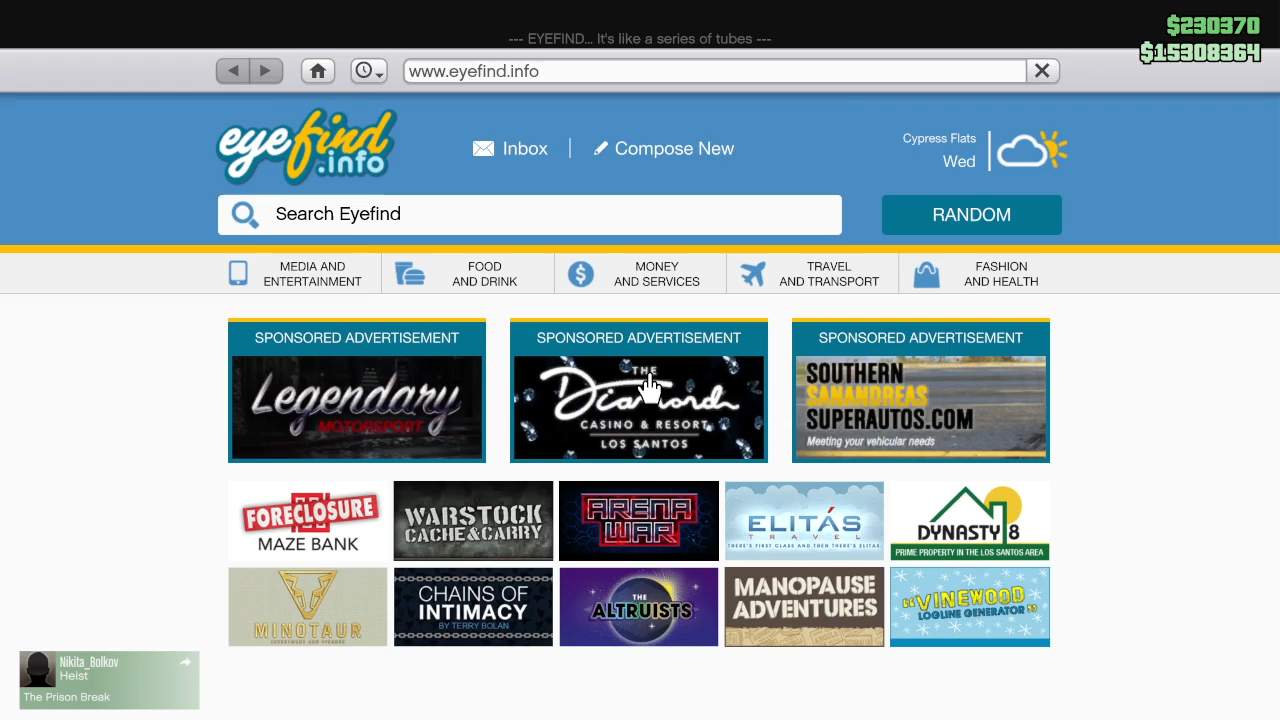 --- EYEFIND... It's like a series of tubes ---
$230370
$15308364
www.eyefind.info
eyefind
.info
Inbox
Compose New
Cypress Flats
Wed
Search Eyefind
RANDOM
MEDIA AND
ENTERTAINMENT
FOOD
AND DRINK
MONEY
AND SERVICES
TRAVEL
AND TRANSPORT
FASHION
AND HEALTH
SPONSORED ADVERTISEMENT
Legendary
MOTORSPORT
SPONSORED ADVERTISEMENT
THE
Diamond
CASINO & RESORT
LOS SANTOS
SPONSORED ADVERTISEMENT
SOUTHERN
SANANDREAS
SUPERAUTOS.COM
Meeting your vehicular needs
FORECLOSURE
MAZE BANK
WARSTOCK
CACHE&CARRY
ARENA
WAR
ELITÁS
TRAVEL
THERE'S FIRST CLASS AND THEN THERE'S ELITAS.
DYNASTY 8
PRIME PROPERTY IN THE LOS SANTOS AREA
MINOTAUR
CHAINS OF
INTIMACY
BY TERRY BOLAN
THE
ALTRUISTS
MANOPAUSE
ADVENTURES
"VINEWOOD
LOGLINE GENERATOR"
Nikita_Bolkov
Heist
The Prison Break